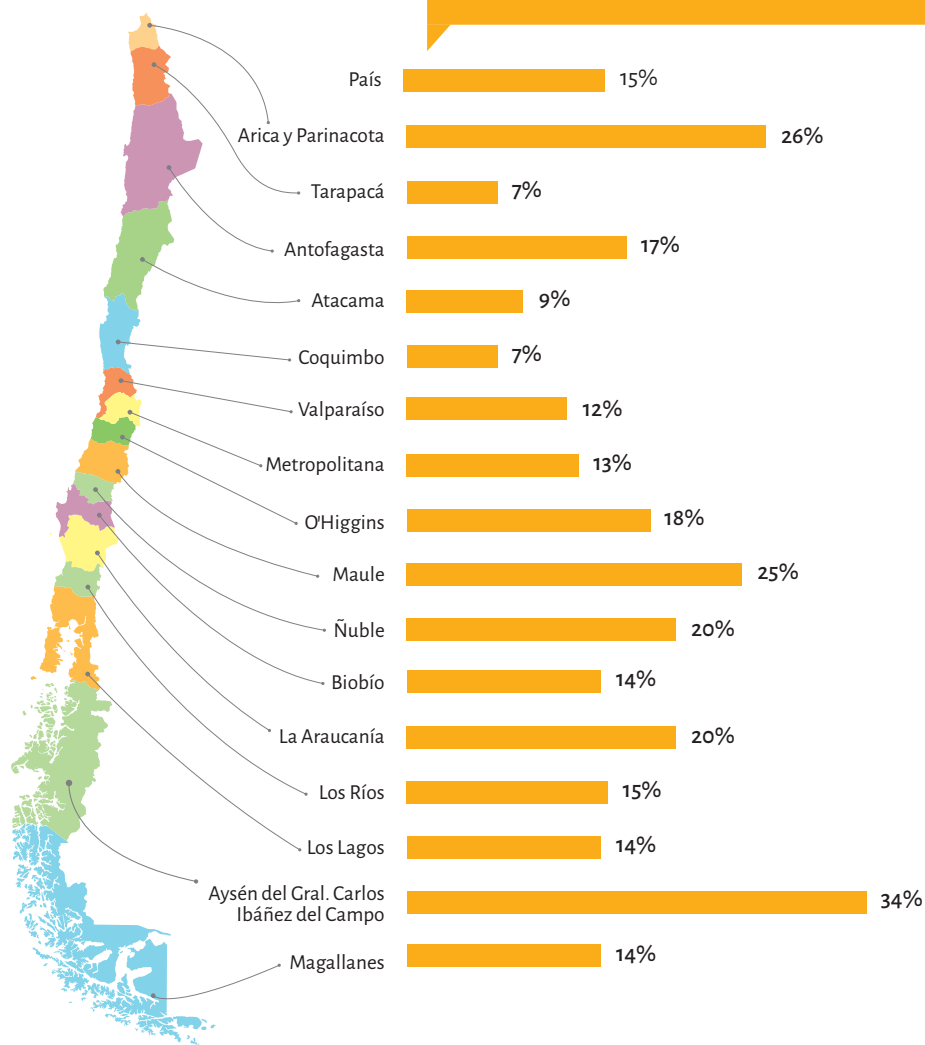 País 15%
Arica y Parinacota 26%
Tarapacá 7%
Antofagasta 17%
Atacama 9%
Coquimbo 7%
Valparaíso 12%
Metropolitana 13%
O'Higgins 18%
Maule 25%
Ñuble 20%
Biobío 14%
La Araucanía 20%
Los Ríos 15%
Los Lagos 14%
Aysén del Gral. Carlos
Ibáñez del Campo 34%
Magallanes 14%